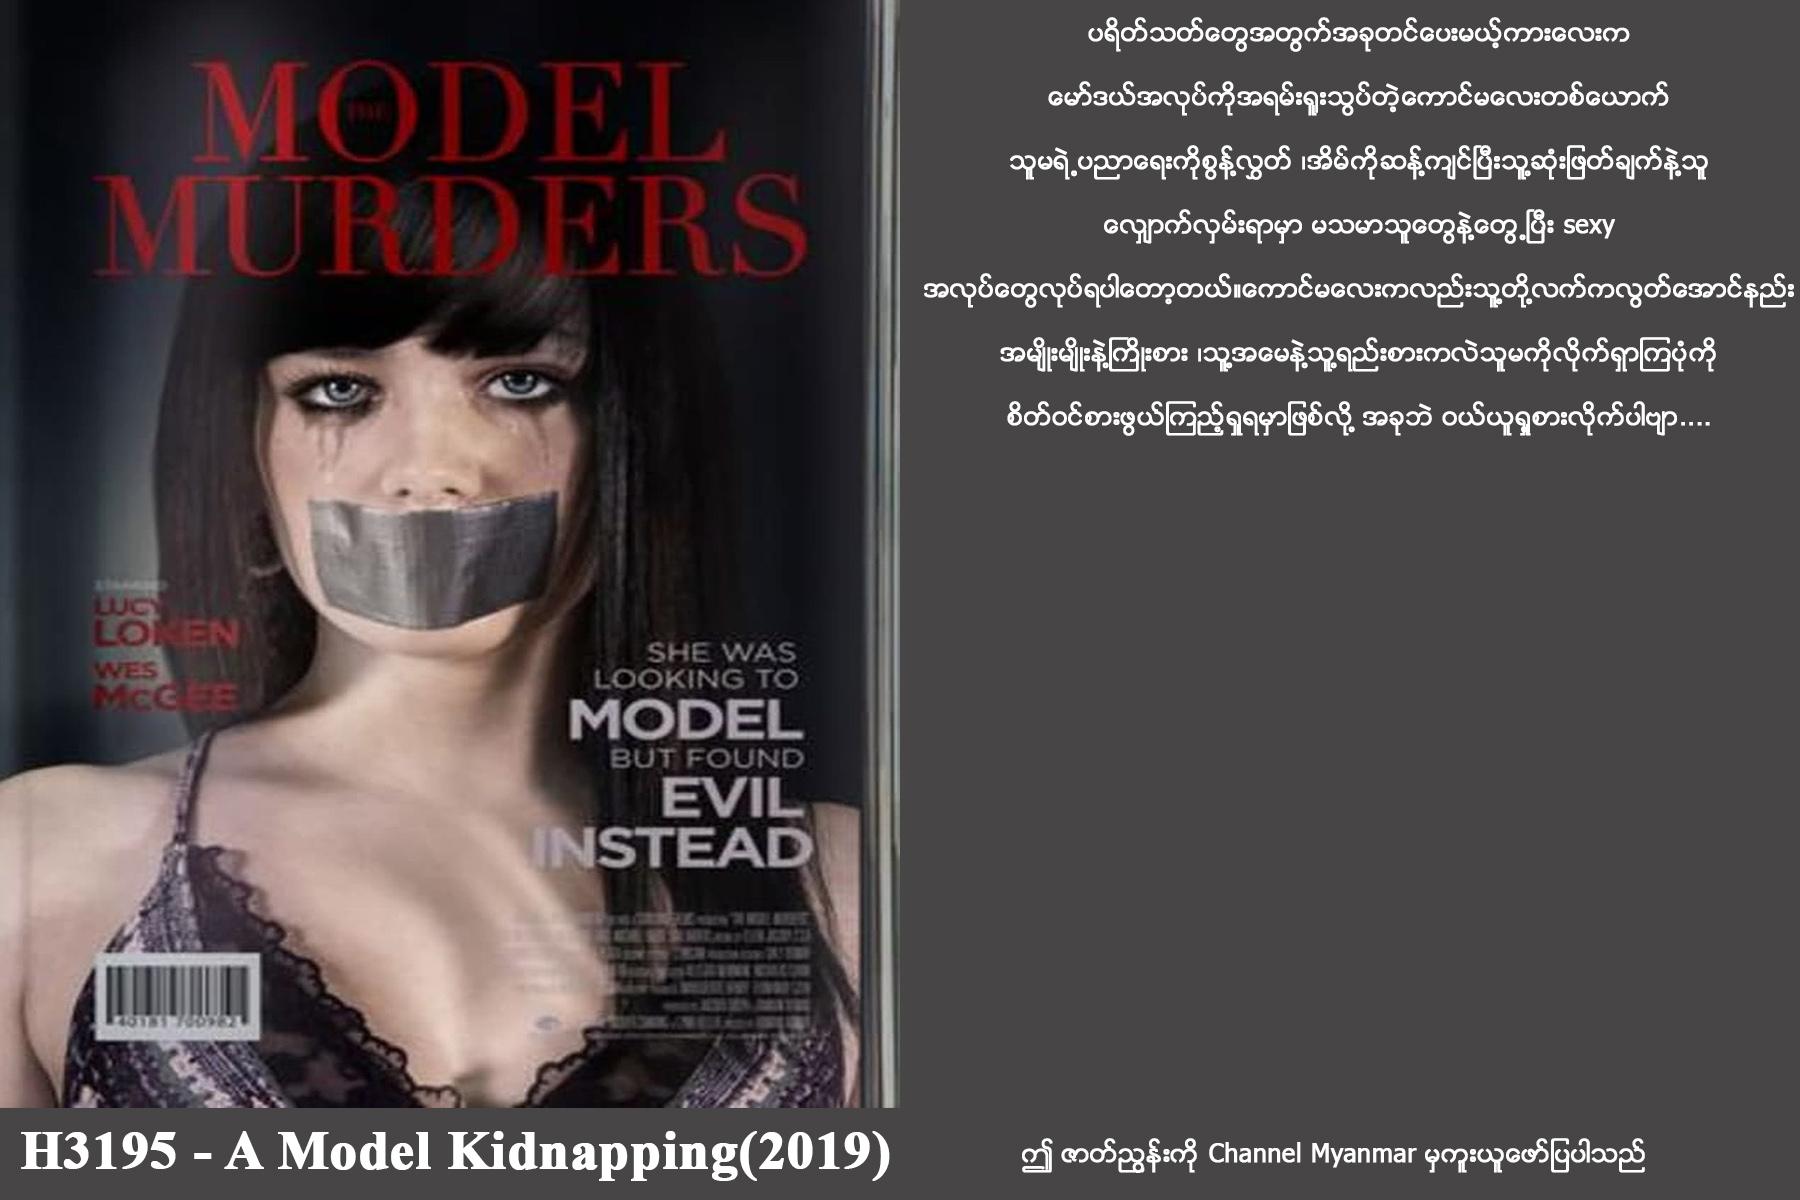 THE
MODEL
MURDERS
STARRING
LUCY
LOKEN
WES
McGEE
SHE WAS
LOOKING TO
MODEL
BUT FOUND
EVIL
INSTEAD
40181 700982
H3195 - A Model Kidnapping(2019)
ပရိတ်သတ်တွေအတွက်အခုတင်ပေးမယ့်ကားလေးက
မော်ဒယ်အလုပ်ကိုအရမ်းရူးသွပ်တဲ့ကောင်မလေးတစ်ယောက်
သူမရဲ့ပညာရေးကိုစွန့်လွှတ် ၊အိမ်ကိုဆန့်ကျင်ပြီးသူ့ဆုံးဖြတ်ချက်နဲ့သူ
လျှောက်လှမ်းရာမှာ မသမာသူတွေနဲ့တွေ့ပြီး sexy
အလုပ်တွေလုပ်ရပါတော့တယ်။ကောင်မလေးကလည်းသူ့တို့လက်ကလွတ်အောင်နည်း
အမျိုးမျိုးနဲ့ကြိုးစား ၊သူ့အမေနဲ့သူ့ရည်းစားကလဲသူမကိုလိုက်ရှာကြပုံကို
စိတ်ဝင်စားဖွယ်ကြည့်ရှုရမှာဖြစ်လို့ အခုဘဲ ဝယ်ယူရှုစားလိုက်ပါဗျာ....
ဤ ဇာတ်ညွှန်းကို Channel Myanmar မှကူးယူဖော်ပြပါသည်